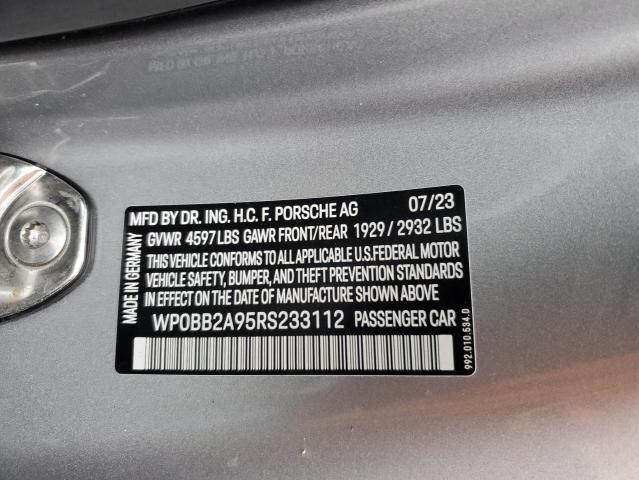 MFD BY DR. ING. H.C. F. PORSCHE AG 07/23
GVWR 4597 LBS GAWR FRONT/REAR 1929 / 2932 LBS
THIS VEHICLE CONFORMS TO ALL APPLICABLE U.S.FEDERAL MOTOR
VEHICLE SAFETY, BUMPER, AND THEFT PREVENTION STANDARDS
IN EFFECT ON THE DATE OF MANUFACTURE SHOWN ABOVE.
WP0BB2A95RS233112 PASSENGER CAR
MADE IN GERMANY
992.010.534.D